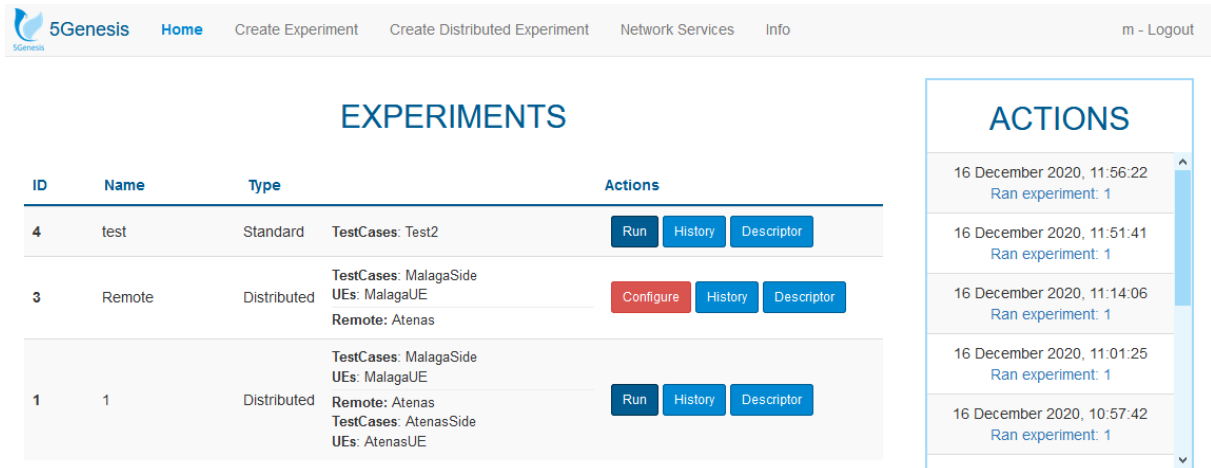 5Genesis Home Create Experiment Create Distributed Experiment Network Services Info m - Logout
5Genesis
EXPERIMENTS
ID Name Type Actions
4 test Standard TestCases: Test2 Run History Descriptor
TestCases: MalagaSide
3 Remote Distributed UEs: MalagaUE Configure History Descriptor
Remote: Atenas
TestCases: MalagaSide
UEs: MalagaUE
1 1 Distributed Remote: Atenas Run History Descriptor
TestCases: AtenasSide
UEs: AtenasUE
ACTIONS
16 December 2020, 11:56:22
Ran experiment: 1
16 December 2020, 11:51:41
Ran experiment: 1
16 December 2020, 11:14:06
Ran experiment: 1
16 December 2020, 11:01:25
Ran experiment: 1
16 December 2020, 10:57:42
Ran experiment: 1